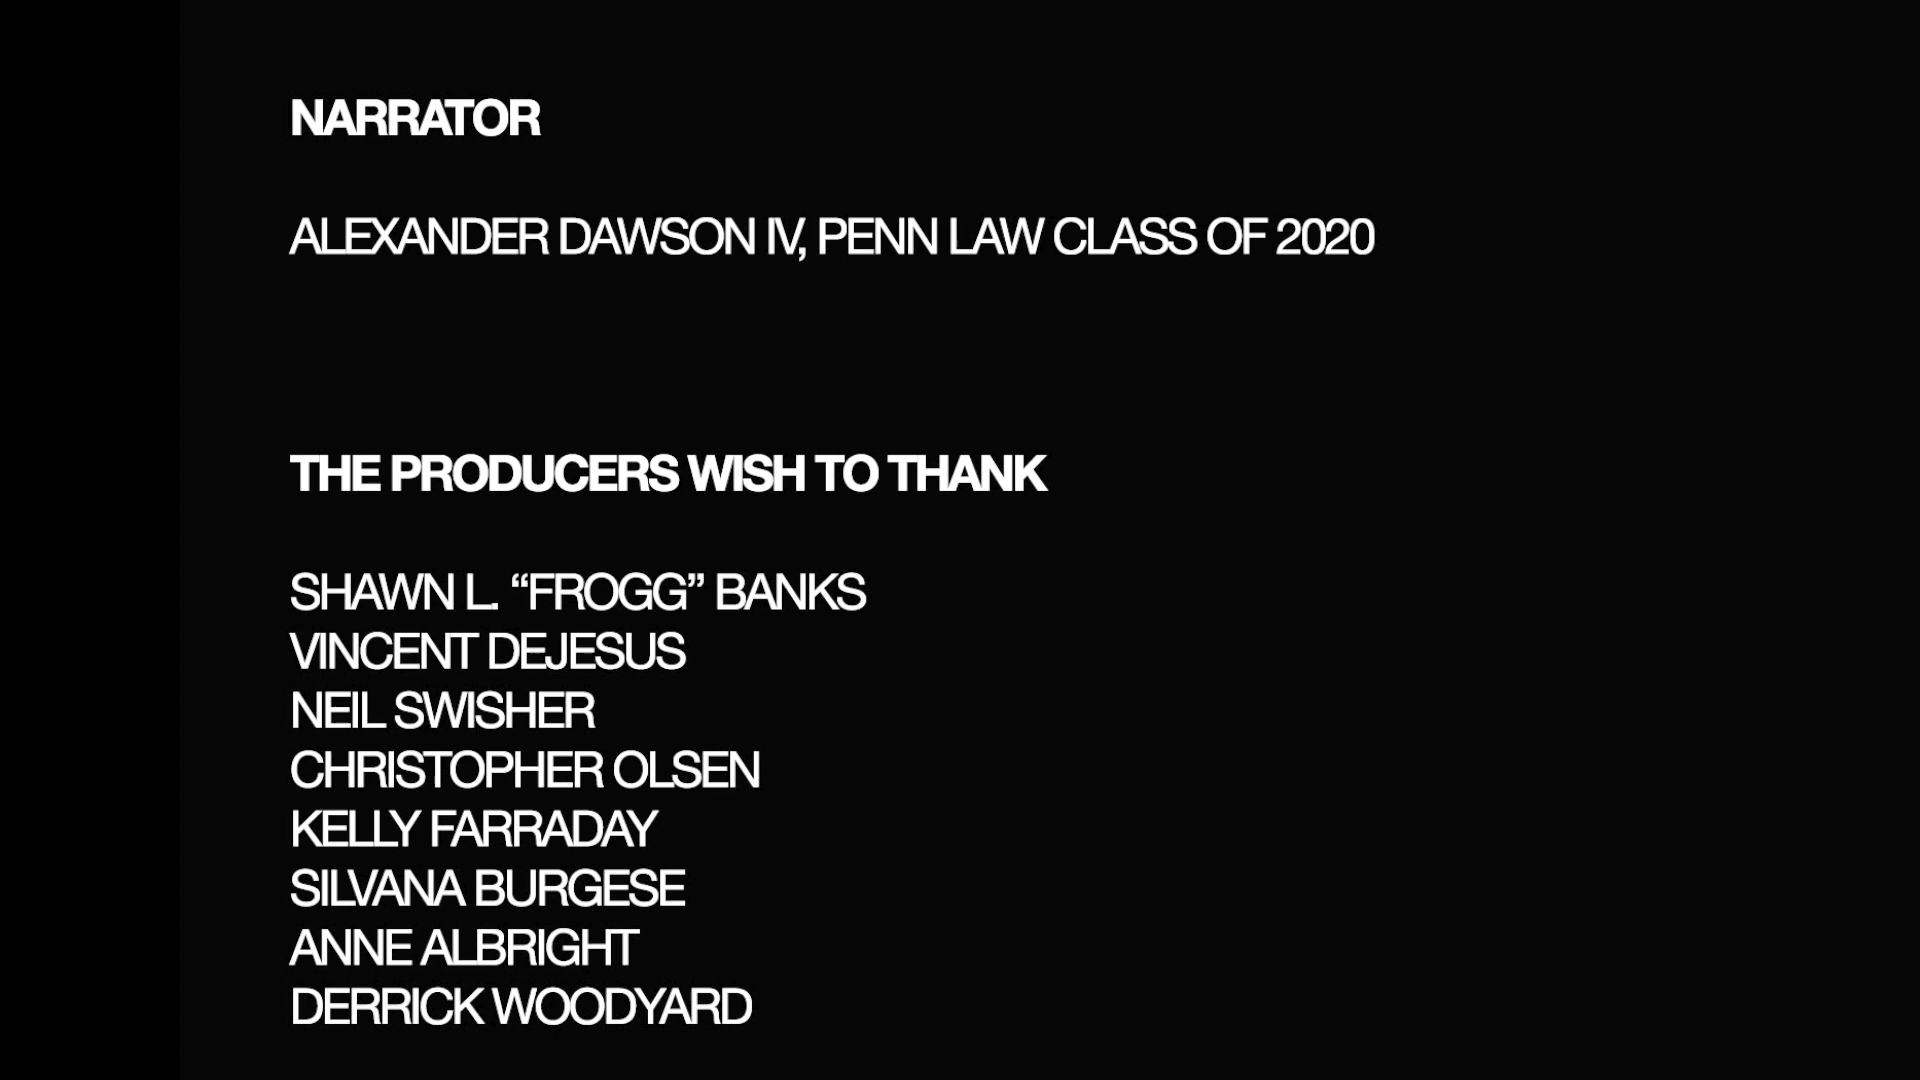 NARRATOR
ALEXANDER DAWSON IV, PENN LAW CLASS OF 2020
THE PRODUCERS WISH TO THANK
SHAWN L. “FROGG” BANKS
VINCENT DEJESUS
NEIL SWISHER
CHRISTOPHER OLSEN
KELLY FARRADAY
SILVANA BURGESE
ANNE ALBRIGHT
DERRICK WOODYARD